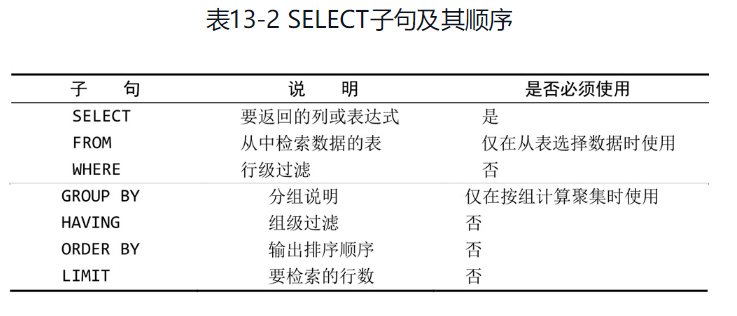 表13-2 SELECT子句及其顺序
子 句 说 明 是否必须使用
SELECT 要返回的列或表达式 是
FROM 从中检索数据的表 仅在从表选择数据时使用
WHERE 行级过滤 否
GROUP BY 分组说明 仅在按组计算聚集时使用
HAVING 组级过滤 否
ORDER BY 输出排序顺序 否
LIMIT 要检索的行数 否